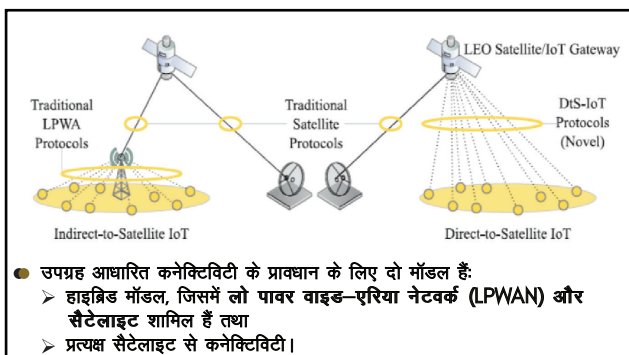 LEO Satellite/IoT Gateway
Traditional
LPWA
Protocols
Traditional
Satellite
Protocols
DtS-IoT
Protocols
(Novel)
Indirect-to-Satellite IoT
Direct-to-Satellite IoT
उपग्रह आधारित कनेक्टिविटी के प्रावधान के लिए दो मॉडल हैं:
➢ हाइब्रिड मॉडल, जिसमें लो पावर वाइड–एरिया नेटवर्क (LPWAN) और
सैटेलाइट शामिल हैं तथा
➢ प्रत्यक्ष सैटेलाइट से कनेक्टिविटी।